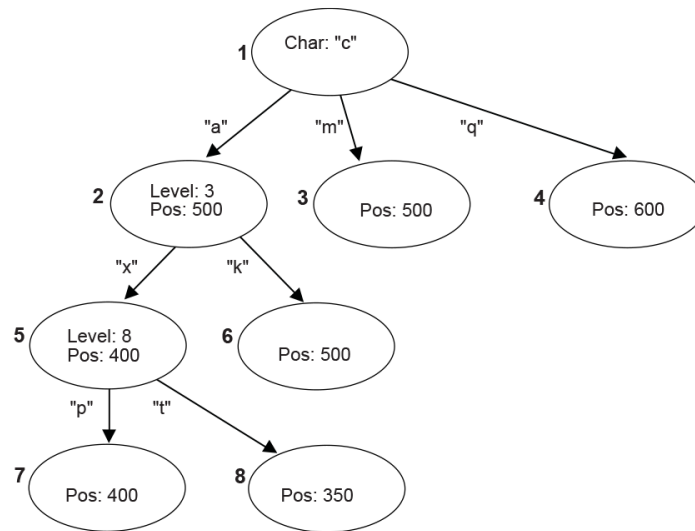 1
Char: "c"
"a"
"m"
"q"
2
Level: 3
Pos: 500
3
Pos: 500
4
Pos: 600
"x"
"k"
5
Level: 8
Pos: 400
6
Pos: 500
"p"
"t"
7
Pos: 400
8
Pos: 350